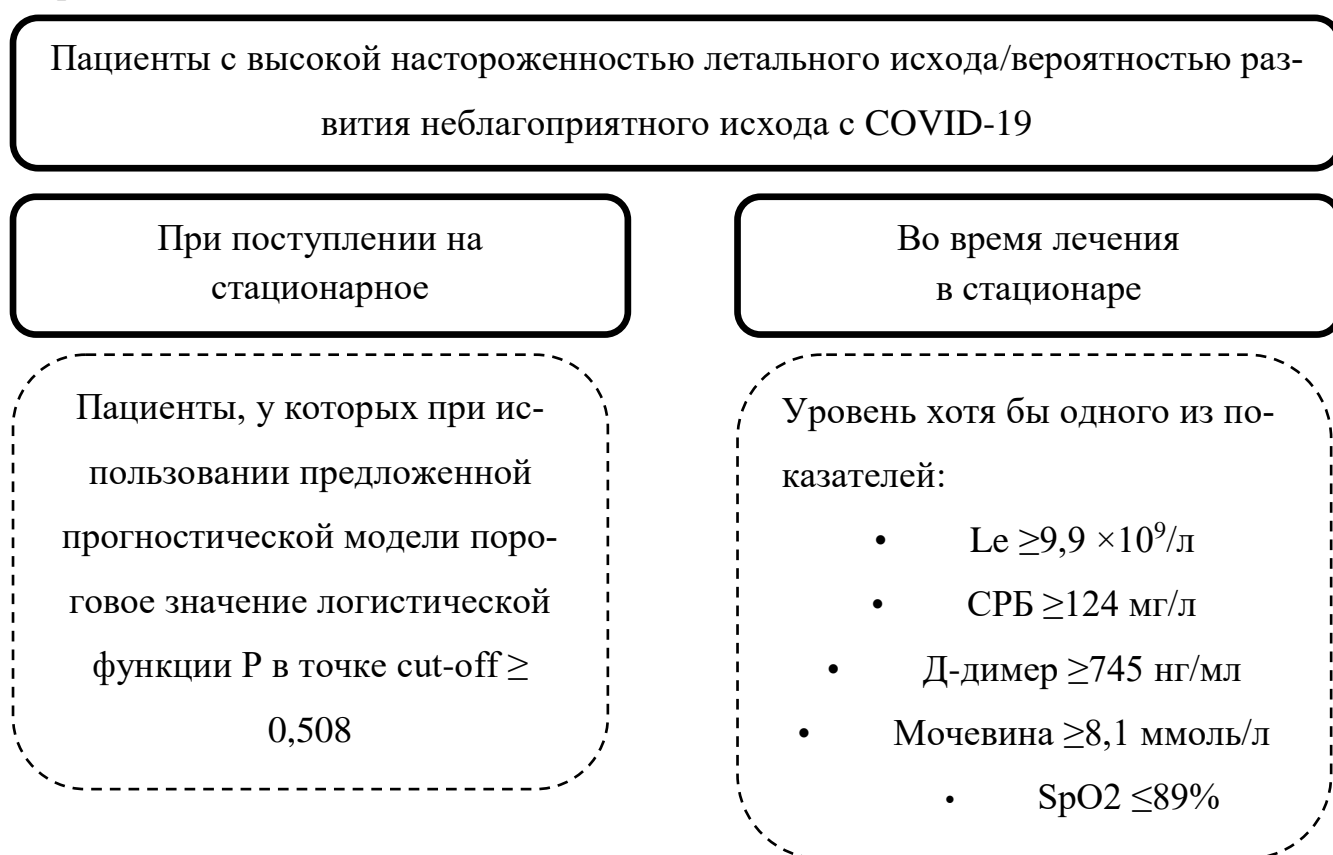 Пациенты с высокой настороженностью летального исхода/вероятностью раз-
вития неблагоприятного исхода с COVID-19
При поступлении на
стационарное
Пациенты, у которых при ис-
пользовании предложенной
прогностической модели поро-
говое значение логистической
функции P в точке cut-off ≥
0,508
Во время лечения
в стационаре
Уровень хотя бы одного из по-
казателей:
• Le ≥9,9 ×10⁹/л
• СРБ ≥124 мг/л
• Д-димер ≥745 нг/мл
• Мочевина ≥8,1 ммоль/л
• SpO2 ≤89%